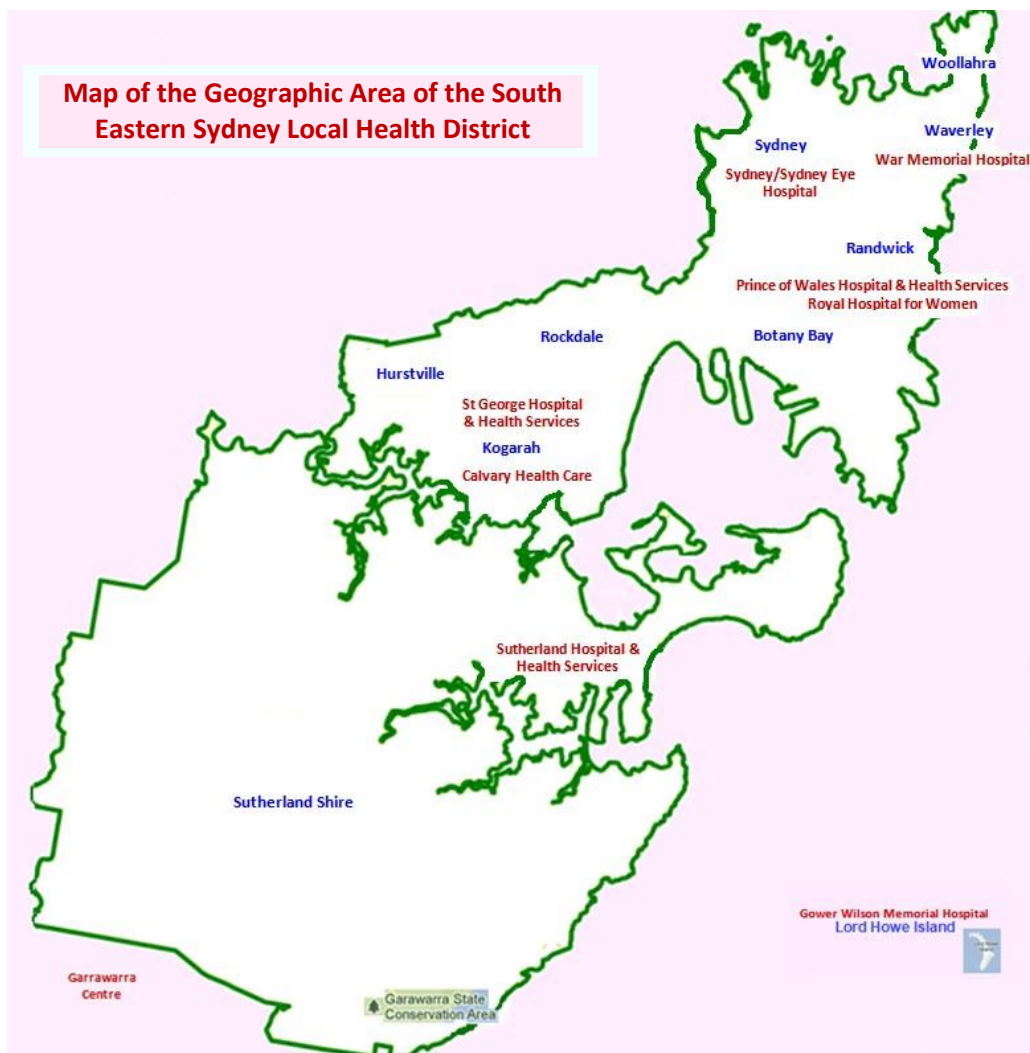 Map of the Geographic Area of the South
Eastern Sydney Local Health District
Woollahra
Waverley
War Memorial Hospital
Sydney
Sydney/Sydney Eye
Hospital
Randwick
Prince of Wales Hospital & Health Services
Royal Hospital for Women
Rockdale
Botany Bay
Hurstville
St George Hospital
& Health Services
Kogarah
Calvary Health Care
Sutherland Hospital &
Health Services
Sutherland Shire
Gower Wilson Memorial Hospital
Lord Howe Island
Garrawarra
Centre
Garawarra State
Conservation Area